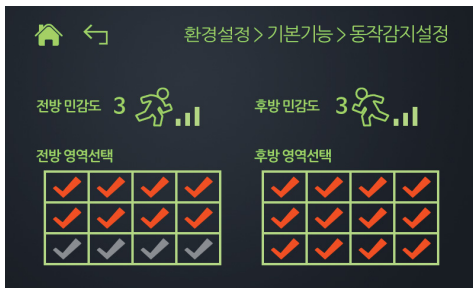 환경설정 > 기본기능 > 동작감지설정
전방 민감도 3
후방 민감도 3
전방 영역선택
후방 영역선택